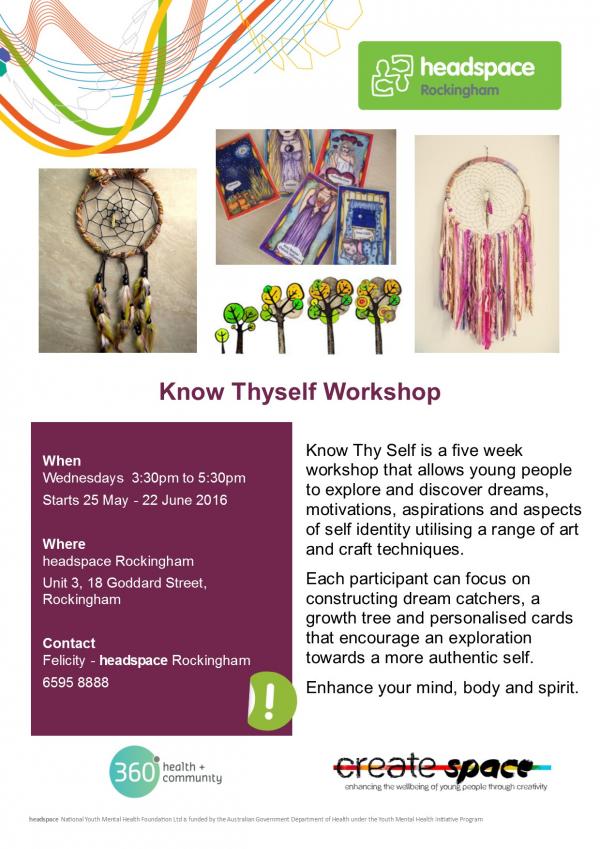 headspace
Rockingham
Know Thyself Workshop
When
Wednesdays 3:30pm to 5:30pm
Starts 25 May - 22 June 2016
Where
headspace Rockingham
Unit 3, 18 Goddard Street,
Rockingham
Contact
Felicity - headspace Rockingham
6595 8888
!
Know Thy Self is a five week
workshop that allows young people
to explore and discover dreams,
motivations, aspirations and aspects
of self identity utilising a range of art
and craft techniques.
Each participant can focus on
constructing dream catchers, a
growth tree and personalised cards
that encourage an exploration
towards a more authentic self.
Enhance your mind, body and spirit.
360° health +
community
create space
enhancing the wellbeing of young people through creativity
headspace National Youth Mental Health Foundation Ltd is funded by the Australian Government Department of Health under the Youth Mental Health Initiative Program